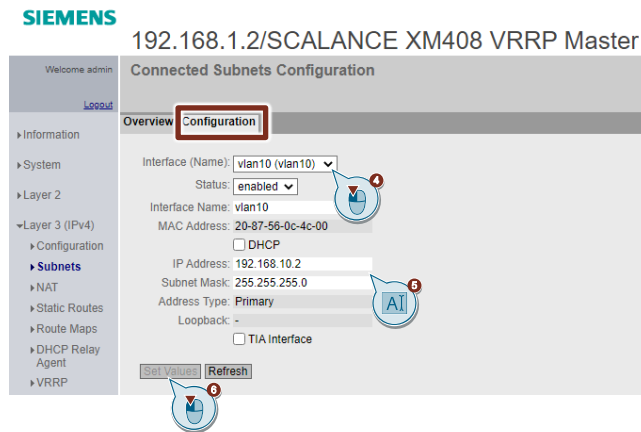 SIEMENS
192.168.1.2/SCALANCE XM408 VRRP Master
Welcome admin
Connected Subnets Configuration
Logout
Overview Configuration
Information
System
Layer 2
Layer 3 (IPv4)
Configuration
Subnets
NAT
Static Routes
Route Maps
DHCP Relay
Agent
VRRP
Interface (Name): vlan10 (vlan10)
4
Status: enabled
Interface Name: vlan10
MAC Address: 20-87-56-0c-4c-00
DHCP
IP Address: 192.168.10.2
Subnet Mask: 255.255.255.0
5
Address Type: Primary
A
Loopback: -
TIA Interface
Set Values Refresh
6